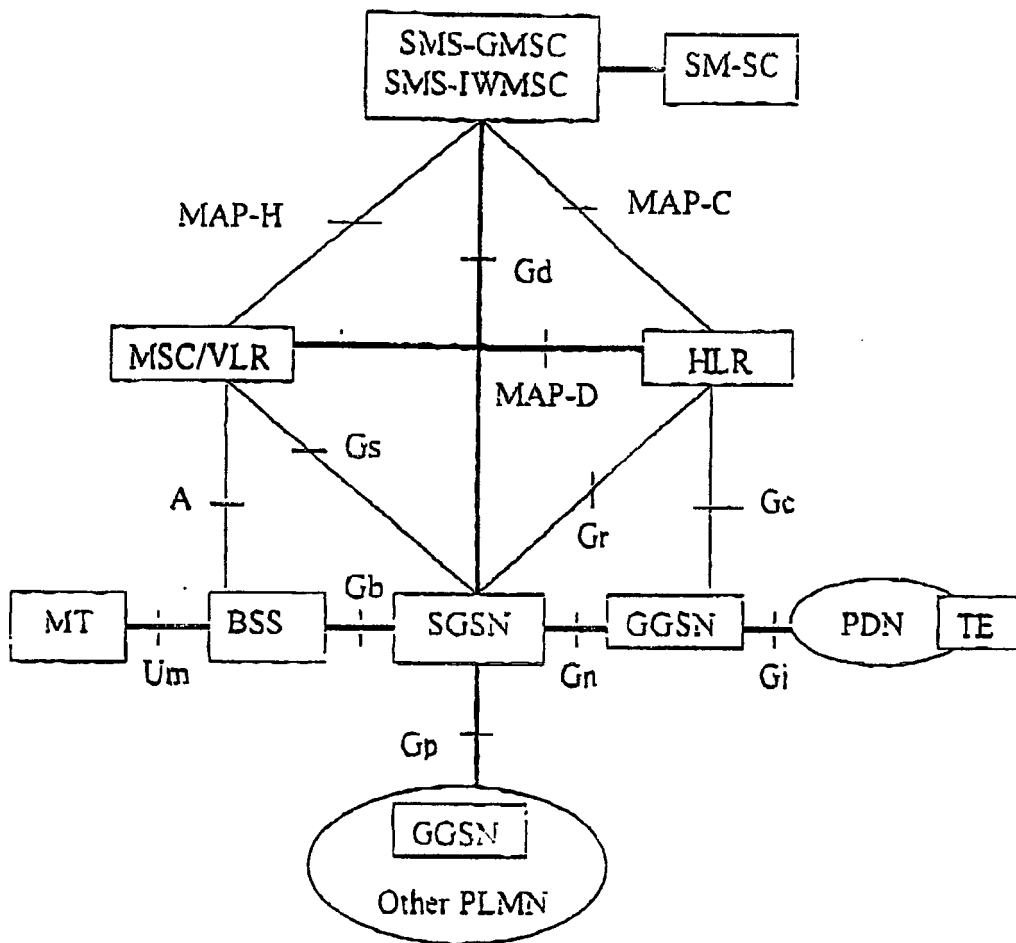 SMS-GMSC
SMS-IWMSC
SM-SC
MAP-H
MAP-C
Gd
MSC/VLR
HLR
MAP-D
Gs
A
Gr
Gc
Gb
MT
BSS
SGSN
GGSN
PDN
TE
Um
Gn
Gi
Gp
GGSN
Other PLMN